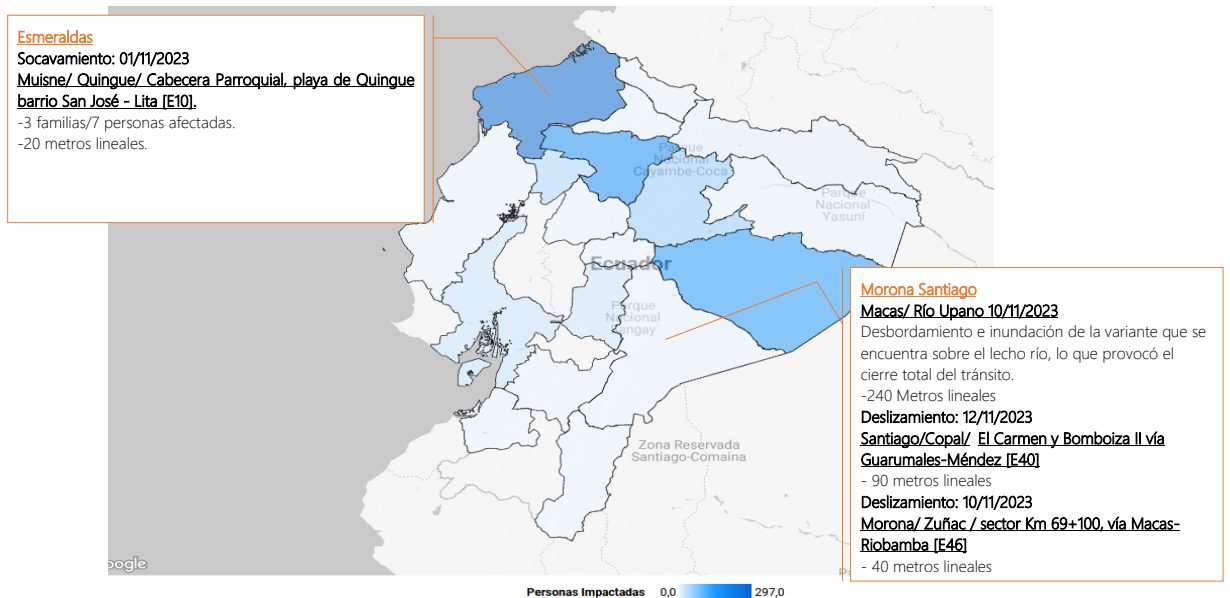 Esmeraldas
Socavamiento: 01/11/2023
Muisne/ Quingue/ Cabecera Parroquial, playa de Quingue
barrio San José - Lita [E10].
-3 familias/7 personas afectadas.
-20 metros lineales.
Parque
Nacional
Cayambe-Coca
Parque
Nacional
Yasuní
Ecuador
Parque
Nacional
Sangay
Morona Santiago
Macas/ Río Upano 10/11/2023
Desbordamiento e inundación de la variante que se
encuentra sobre el lecho río, lo que provocó el
cierre total del tránsito.
-240 Metros lineales
Deslizamiento: 12/11/2023
Santiago/Copal/ El Carmen y Bomboiza II vía
Guarumales-Méndez [E40]
- 90 metros lineales
Deslizamiento: 10/11/2023
Morona/ Zuñac / sector Km 69+100, vía Macas-
Riobamba [E46]
- 40 metros lineales
Zona Reservada
Santiago-Comaina
oogle
Personas Impactadas 0,0 297,0